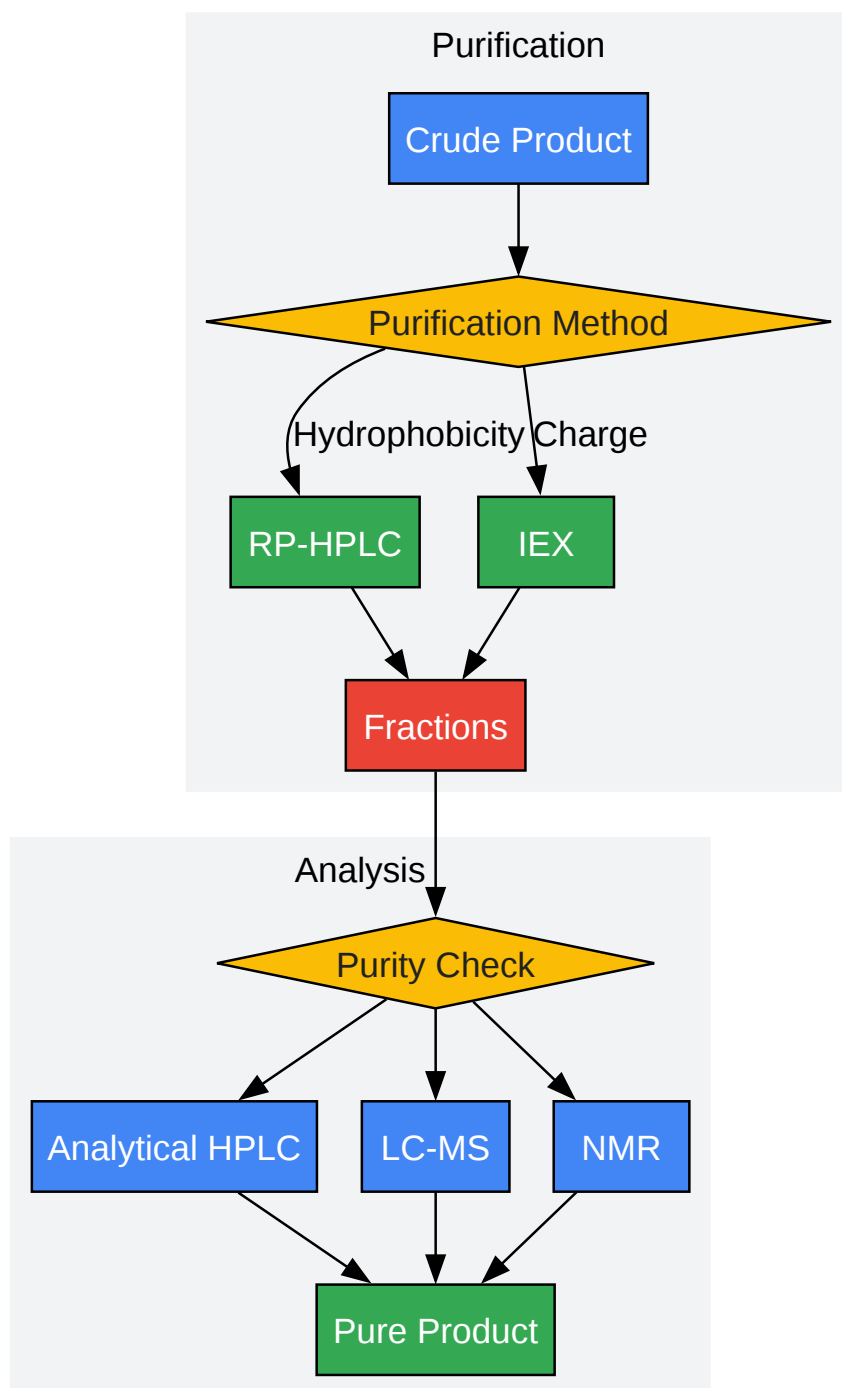 Purification
Crude Product
Purification Method
Hydrophobicity
Charge
RP-HPLC
IEX
Fractions
Analysis
Purity Check
Analytical HPLC
LC-MS
NMR
Pure Product